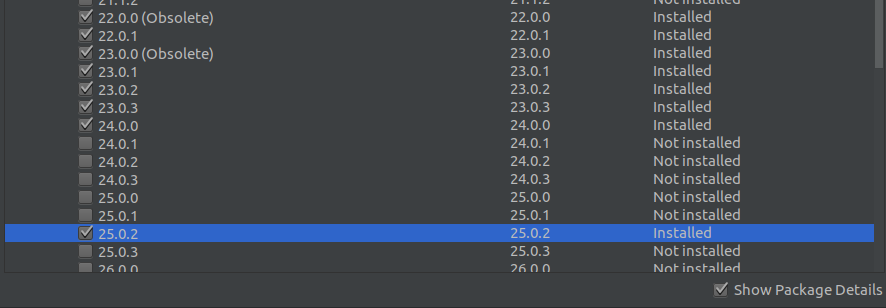 21.1.2 21.1.2 Not installed
22.0.0 (Obsolete) 22.0.0 Installed
22.0.1 22.0.1 Installed
23.0.0 (Obsolete) 23.0.0 Installed
23.0.1 23.0.1 Installed
23.0.2 23.0.2 Installed
23.0.3 23.0.3 Installed
24.0.0 24.0.0 Installed
24.0.1 24.0.1 Not installed
24.0.2 24.0.2 Not installed
24.0.3 24.0.3 Not installed
25.0.0 25.0.0 Not installed
25.0.1 25.0.1 Not installed
25.0.2 25.0.2 Installed
25.0.3 25.0.3 Not installed
26.0.0 26.0.0 Not installed
Show Package Details